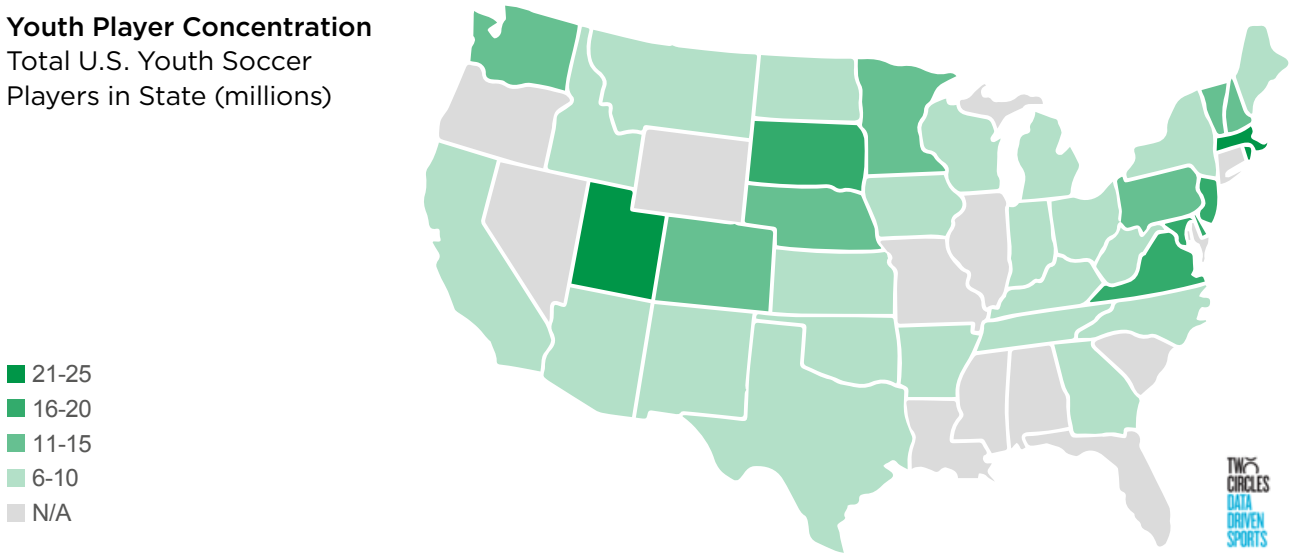 Youth Player Concentration
Total U.S. Youth Soccer
Players in State (millions)
21-25
16-20
11-15
6-10
N/A
TWO
CIRCLES
DATA
DRIVEN
SPORTS